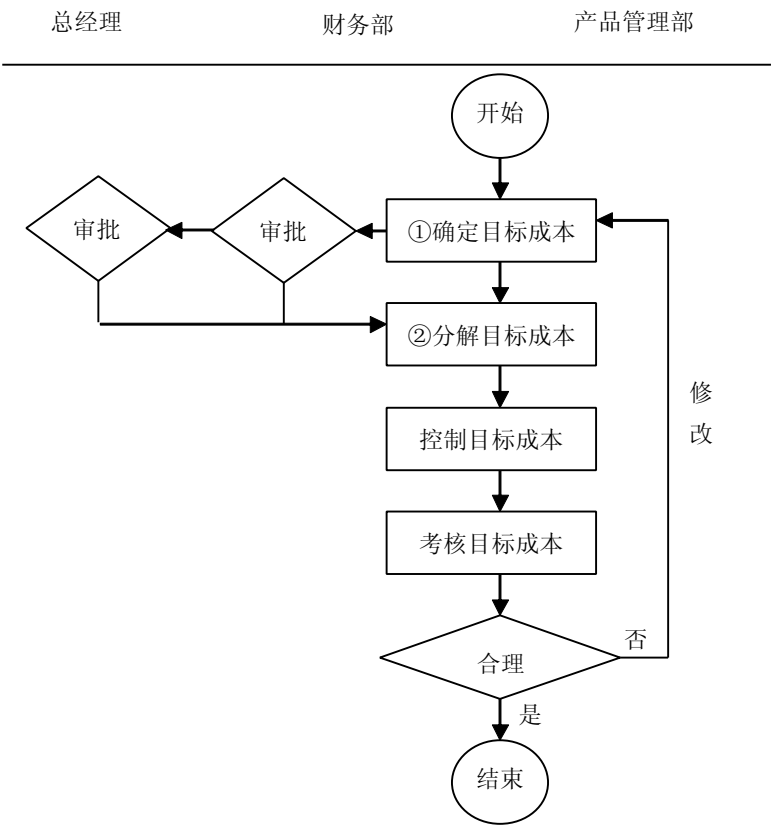 总经理 财务部 产品管理部
开始
审批 审批 ①确定目标成本
②分解目标成本
修
控制目标成本
改
考核目标成本
否
合理
是
结束